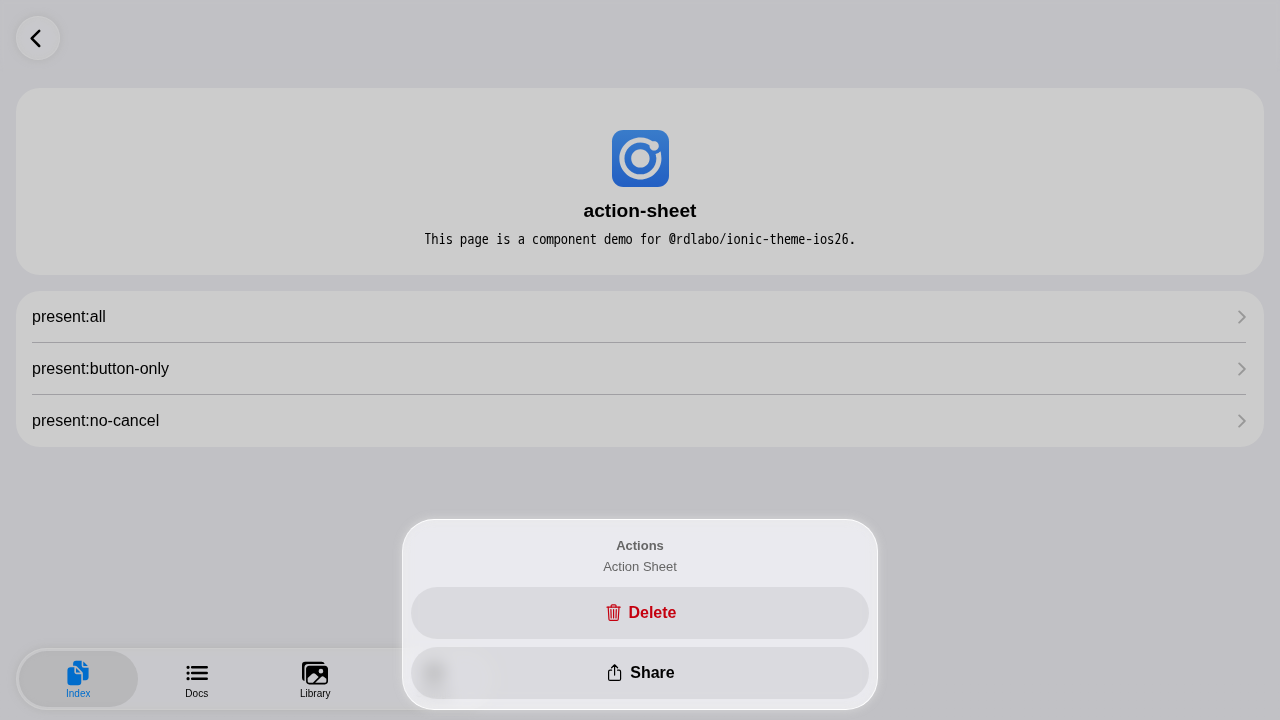 action-sheet
This page is a component demo for @rdlabo/ionic-theme-ios26.
present:all
present:button-only
present:no-cancel
Actions
Action Sheet
Delete
Share
Index
Docs
Library